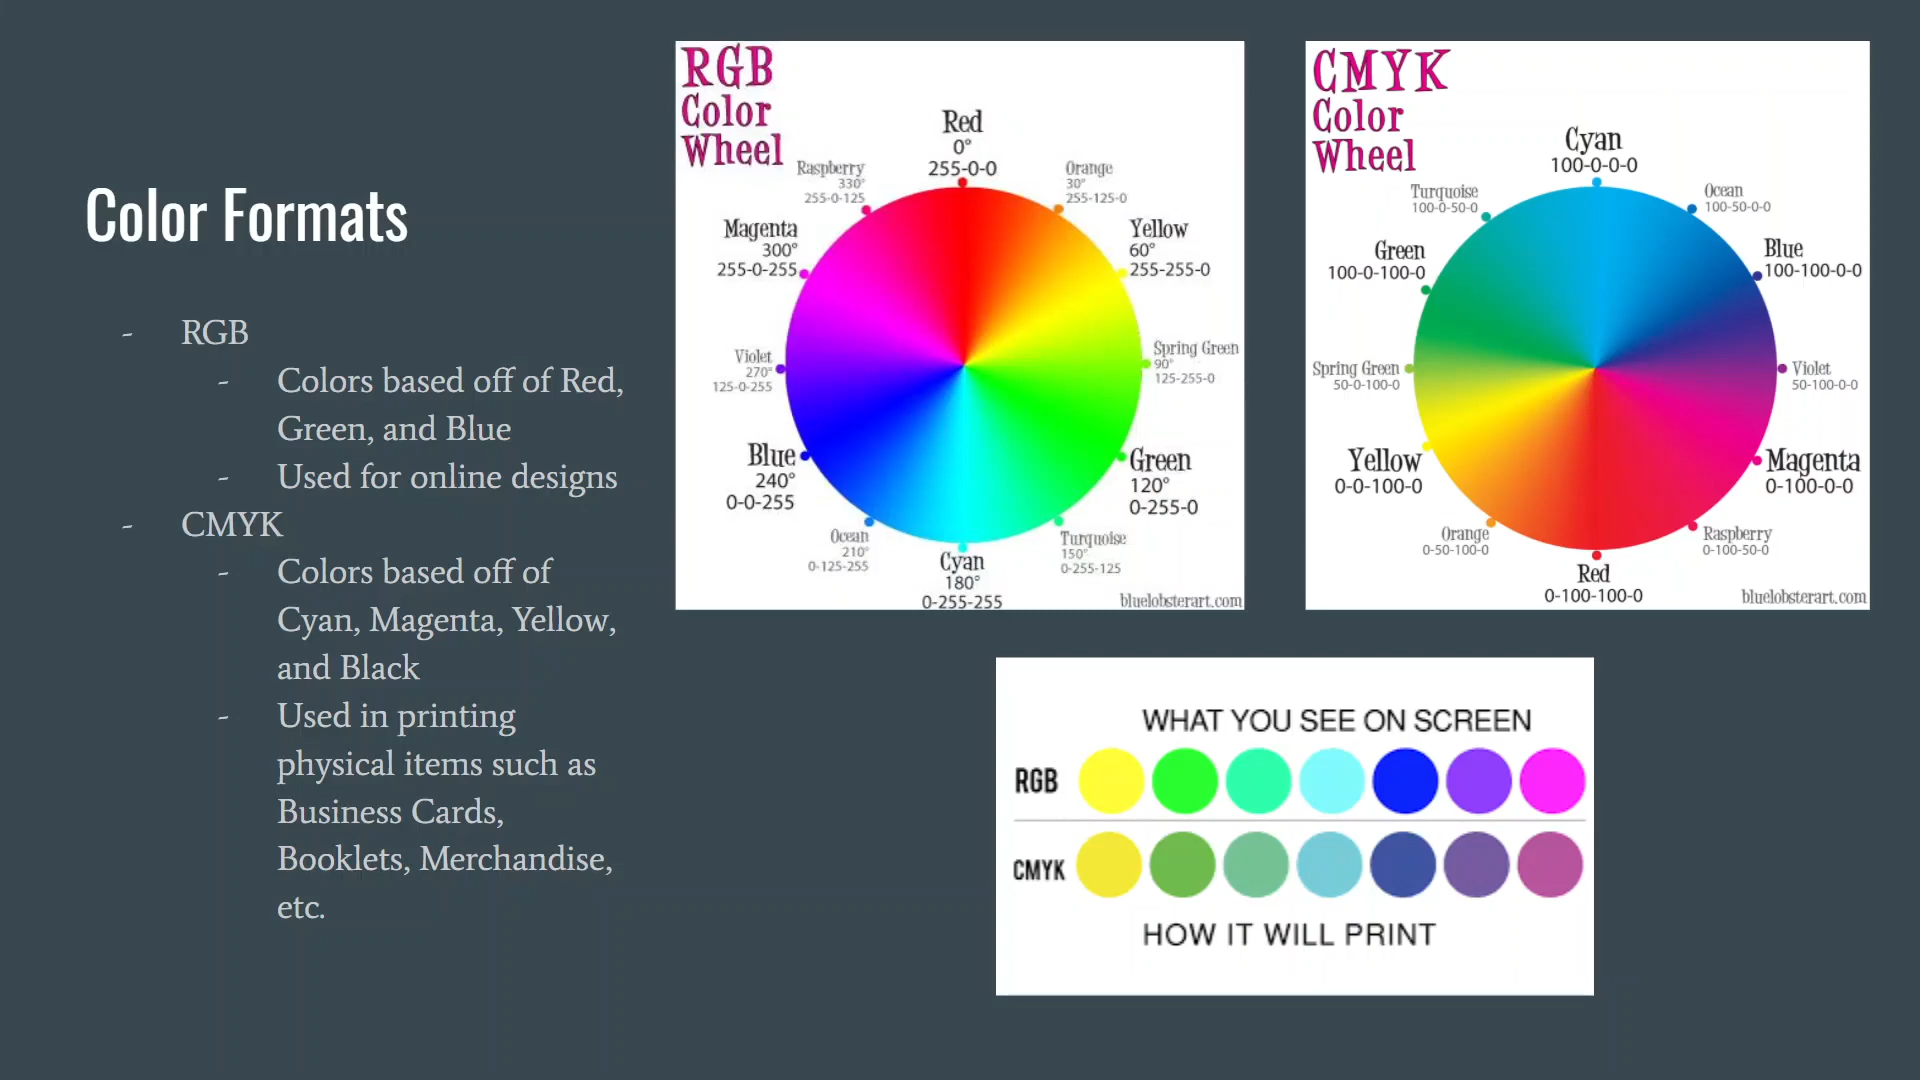 Color Formats
- RGB
- Colors based off of Red,
Green, and Blue
- Used for online designs
- CMYK
- Colors based off of
Cyan, Magenta, Yellow,
and Black
- Used in printing
physical items such as
Business Cards,
Booklets, Merchandise,
etc.
RGB
Color
Wheel
Red
0°
255-0-0
Orange
30°
255-125-0
Yellow
60°
255-255-0
Spring Green
90°
125-255-0
Green
120°
0-255-0
Turquoise
150°
0-255-125
Cyan
180°
0-255-255
Ocean
210°
0-125-255
Blue
240°
0-0-255
Violet
270°
125-0-255
Magenta
300°
255-0-255
Raspberry
330°
255-0-125
bluelobsterart.com
CMYK
Color
Wheel
Cyan
100-0-0-0
Ocean
100-50-0-0
Blue
100-100-0-0
Violet
50-100-0-0
Magenta
0-100-0-0
Raspberry
0-100-50-0
Red
0-100-100-0
Orange
0-50-100-0
Yellow
0-0-100-0
Spring Green
50-0-100-0
Green
100-0-100-0
Turquoise
100-0-50-0
bluelobsterart.com
WHAT YOU SEE ON SCREEN
RGB
CMYK
HOW IT WILL PRINT